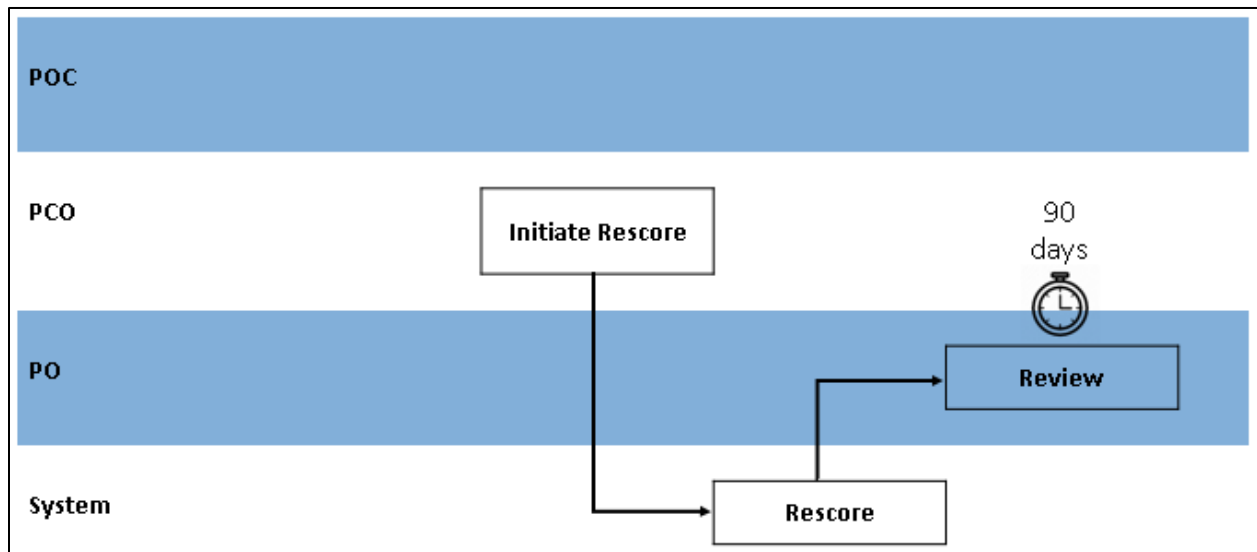 POC
PCO
Initiate Rescore
90
days
PO
Review
System
Rescore